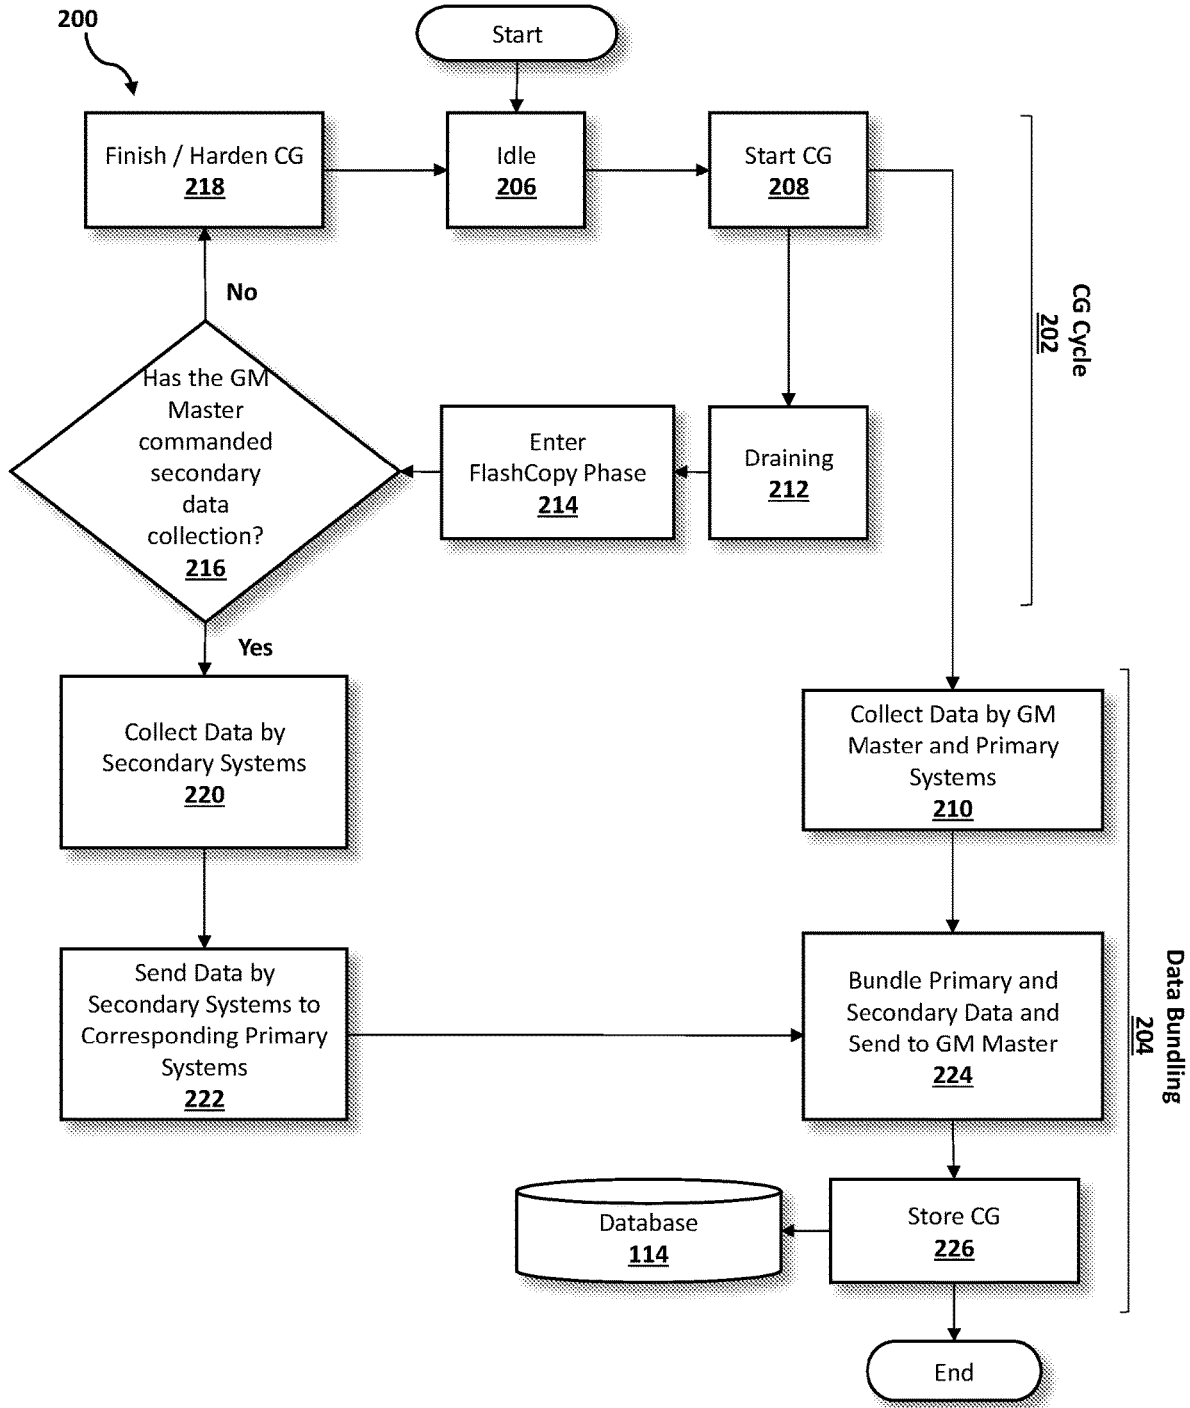 200
Start
Finish / Harden CG
218
Idle
206
Start CG
208
CG Cycle
202
No
Has the GM
Master
commanded
secondary
data
collection?
216
Enter
FlashCopy Phase
214
Draining
212
Yes
Collect Data by
Secondary Systems
220
Collect Data by GM
Master and Primary
Systems
210
Send Data by
Secondary Systems to
Corresponding Primary
Systems
222
Bundle Primary and
Secondary Data and
Send to GM Master
224
Data Bundling
204
Database
114
Store CG
226
End